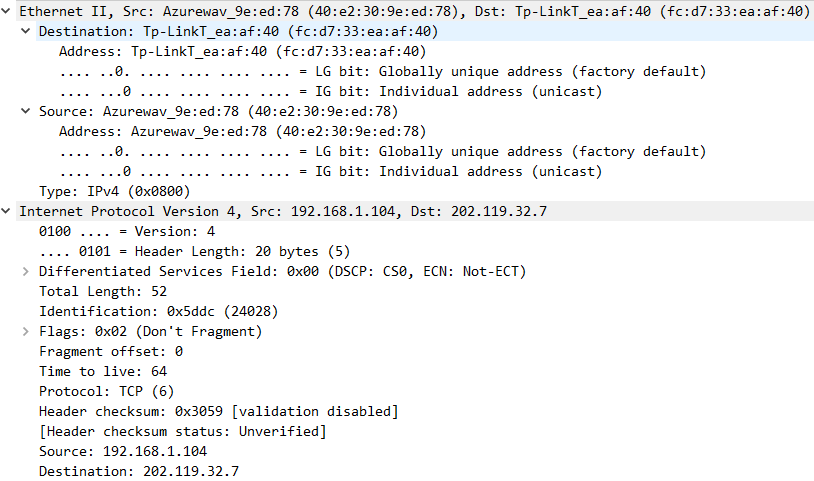 Ethernet II, Src: Azurewav_9e:ed:78 (40:e2:30:9e:ed:78), Dst: Tp-LinkT_ea:af:40 (fc:d7:33:ea:af:40)
Destination: Tp-LinkT_ea:af:40 (fc:d7:33:ea:af:40)
Address: Tp-LinkT_ea:af:40 (fc:d7:33:ea:af:40)
.... ..0. .... .... .... .... = LG bit: Globally unique address (factory default)
.... ...0 .... .... .... .... = IG bit: Individual address (unicast)
Source: Azurewav_9e:ed:78 (40:e2:30:9e:ed:78)
Address: Azurewav_9e:ed:78 (40:e2:30:9e:ed:78)
.... ..0. .... .... .... .... = LG bit: Globally unique address (factory default)
.... ...0 .... .... .... .... = IG bit: Individual address (unicast)
Type: IPv4 (0x0800)
Internet Protocol Version 4, Src: 192.168.1.104, Dst: 202.119.32.7
0100 .... = Version: 4
.... 0101 = Header Length: 20 bytes (5)
Differentiated Services Field: 0x00 (DSCP: CS0, ECN: Not-ECT)
Total Length: 52
Identification: 0x5ddc (24028)
Flags: 0x02 (Don't Fragment)
Fragment offset: 0
Time to live: 64
Protocol: TCP (6)
Header checksum: 0x3059 [validation disabled]
[Header checksum status: Unverified]
Source: 192.168.1.104
Destination: 202.119.32.7